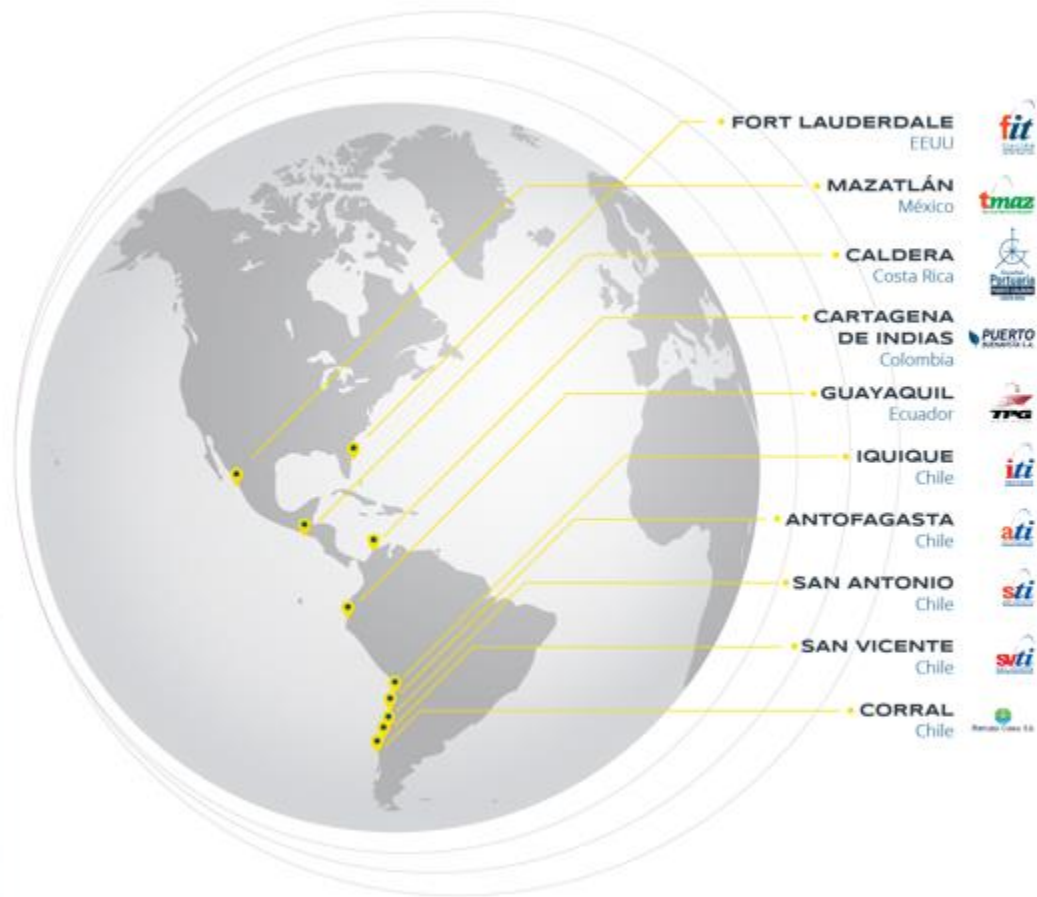 FORT LAUDERDALE
EEUU
fit
MAZATLÁN
México
tmaz
CALDERA
Costa Rica
Portuaria
CARTAGENA
DE INDIAS
Colombia
PUERTO
BUENAVISTA S.A.
GUAYAQUIL
Ecuador
TPG
IQUIQUE
Chile
iti
ANTOFAGASTA
Chile
ati
SAN ANTONIO
Chile
sti
SAN VICENTE
Chile
svti
CORRAL
Chile